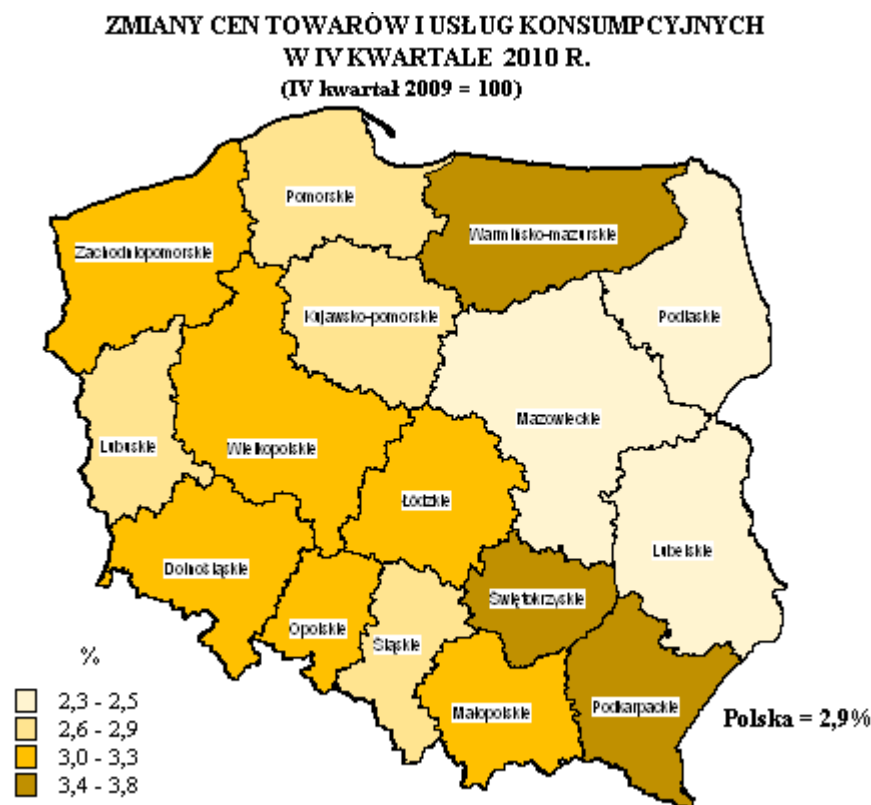 ZMIANY CEN TOWARÓW I USŁUG KONSUMPCYJNYCH
W IV KWARTALE 2010 R.
(IV kwartał 2009 = 100)
Pomorskie
Warmińsko-mazurskie
Zachodniopomorskie
Kujawsko-pomorskie
Podlaskie
Mazowieckie
Lubuskie
Wielkopolskie
Łódzkie
Lubelskie
Dolnośląskie
Świętokrzyskie
Opolskie
Śląskie
Małopolskie
Podkarpackie
Polska = 2,9%
%
2,3 - 2,5
2,6 - 2,9
3,0 - 3,3
3,4 - 3,8